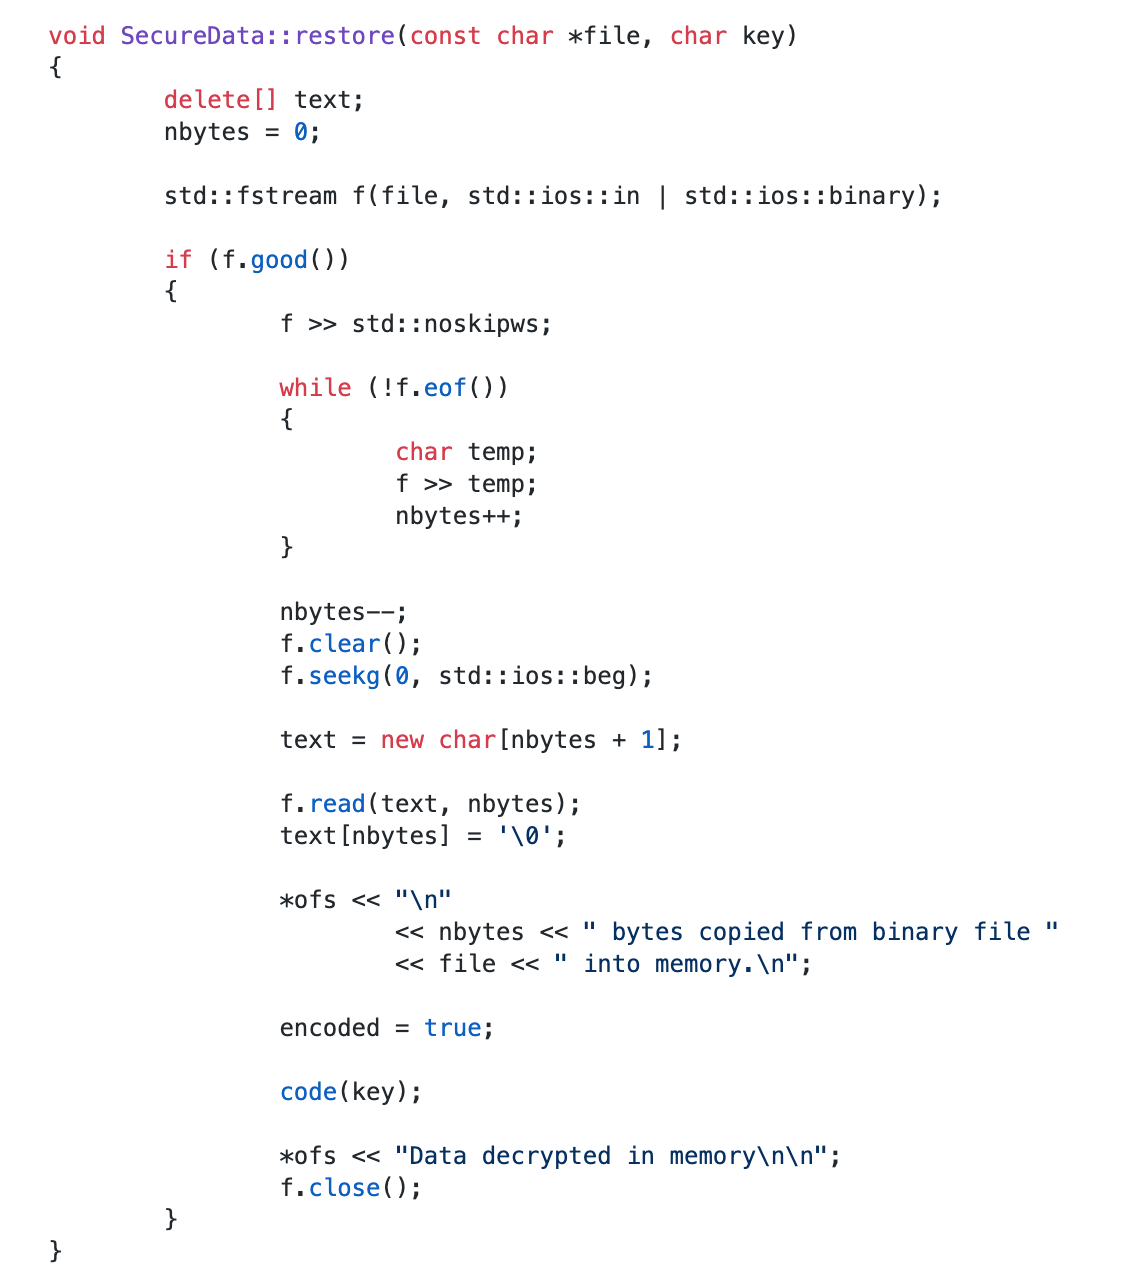 void SecureData::restore(const char *file, char key)
{
        delete[] text;
        nbytes = 0;

        std::fstream f(file, std::ios::in | std::ios::binary);

        if (f.good())
        {
                f >> std::noskipws;

                while (!f.eof())
                {
                        char temp;
                        f >> temp;
                        nbytes++;
                }

                nbytes--;
                f.clear();
                f.seekg(0, std::ios::beg);

                text = new char[nbytes + 1];

                f.read(text, nbytes);
                text[nbytes] = '\0';

                *ofs << "\n"
                        << nbytes << " bytes copied from binary file "
                        << file << " into memory.\n";

                encoded = true;

                code(key);

                *ofs << "Data decrypted in memory\n\n";
                f.close();
        }
}